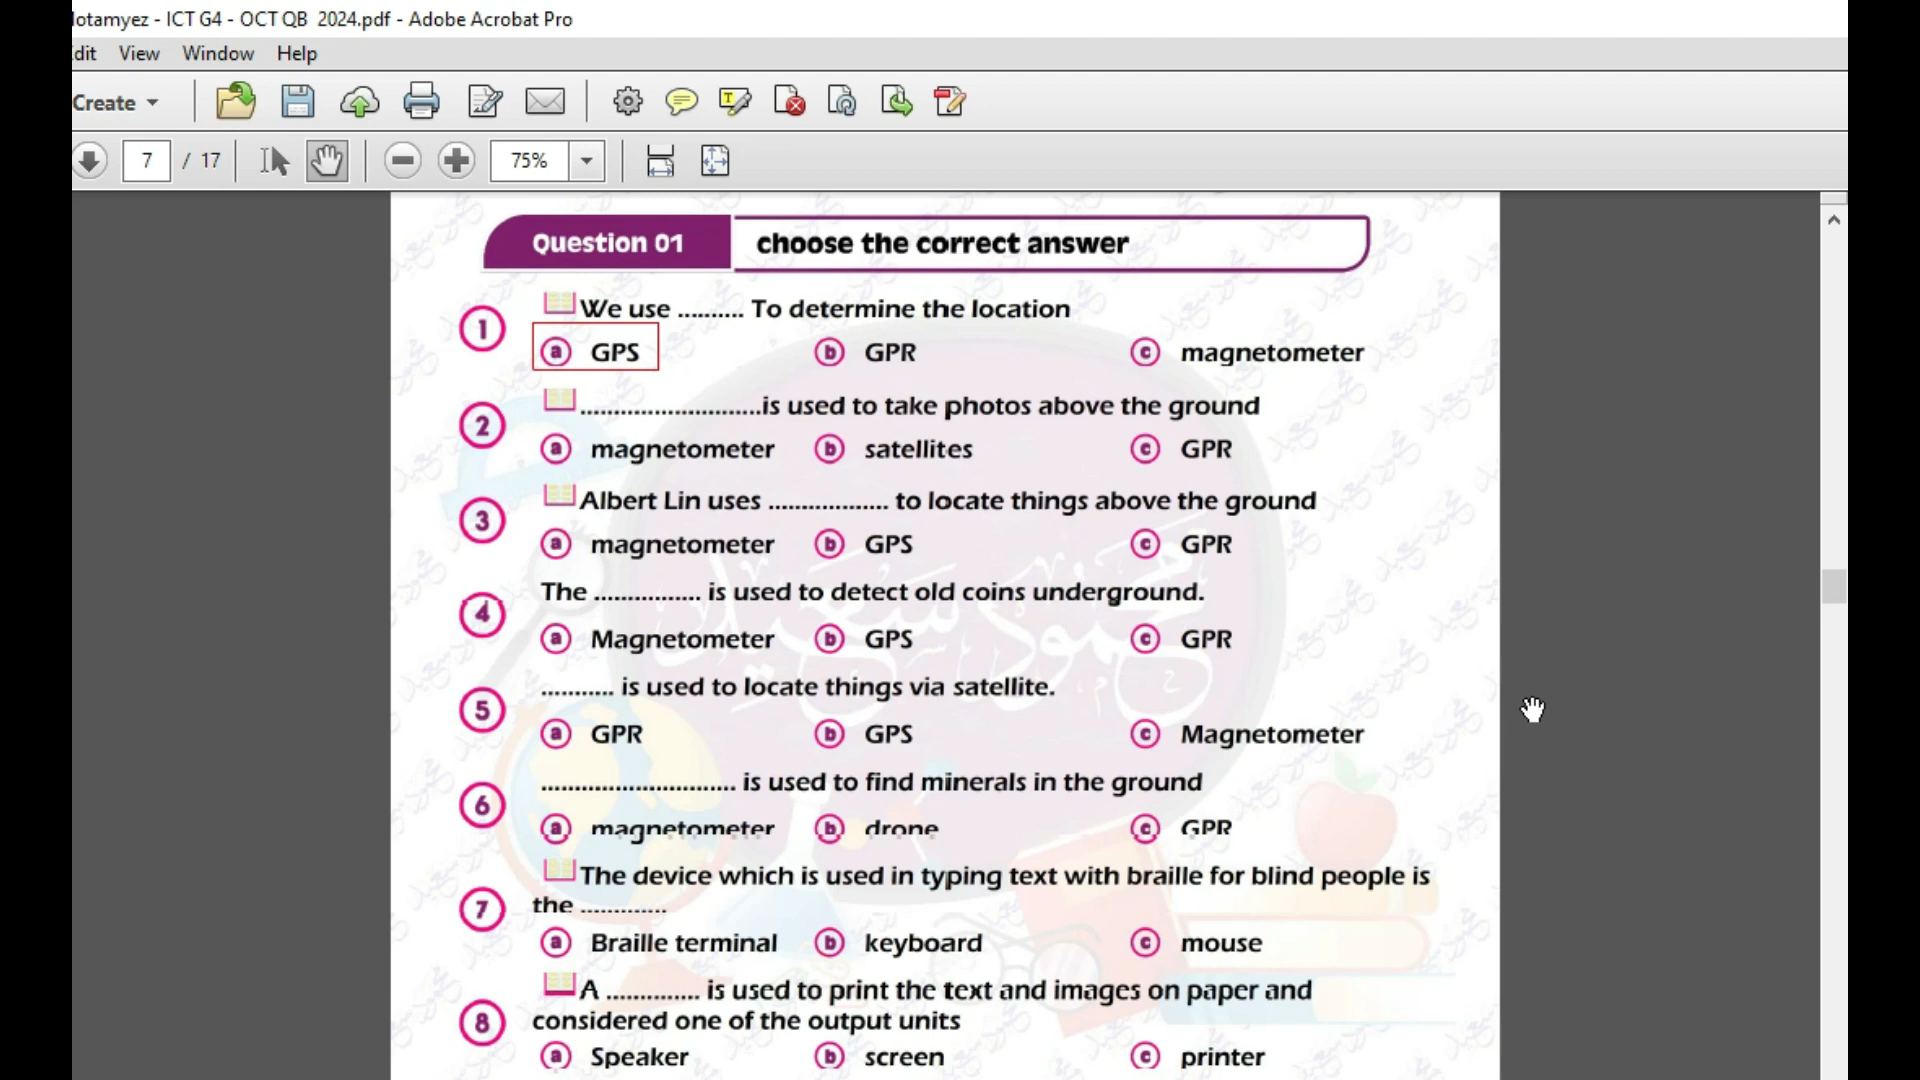 lotamyez - ICT G4 - OCT QB 2024.pdf - Adobe Acrobat Pro
dit View Window Help
Create
7 / 17 75%
Question 01 choose the correct answer
1 We use .......... To determine the location
a GPS b GPR c magnetometer
2 ...........................is used to take photos above the ground
a magnetometer b satellites c GPR
3 Albert Lin uses .................. to locate things above the ground
a magnetometer b GPS c GPR
4 The ................ is used to detect old coins underground.
a Magnetometer b GPS c GPR
5 ........... is used to locate things via satellite.
a GPR b GPS c Magnetometer
6 ............................. is used to find minerals in the ground
a magnetometer b drone c GPR
7 The device which is used in typing text with braille for blind people is
the .............
a Braille terminal b keyboard c mouse
8 A .............. is used to print the text and images on paper and
considered one of the output units
a Speaker b screen c printer
محمود سعيد